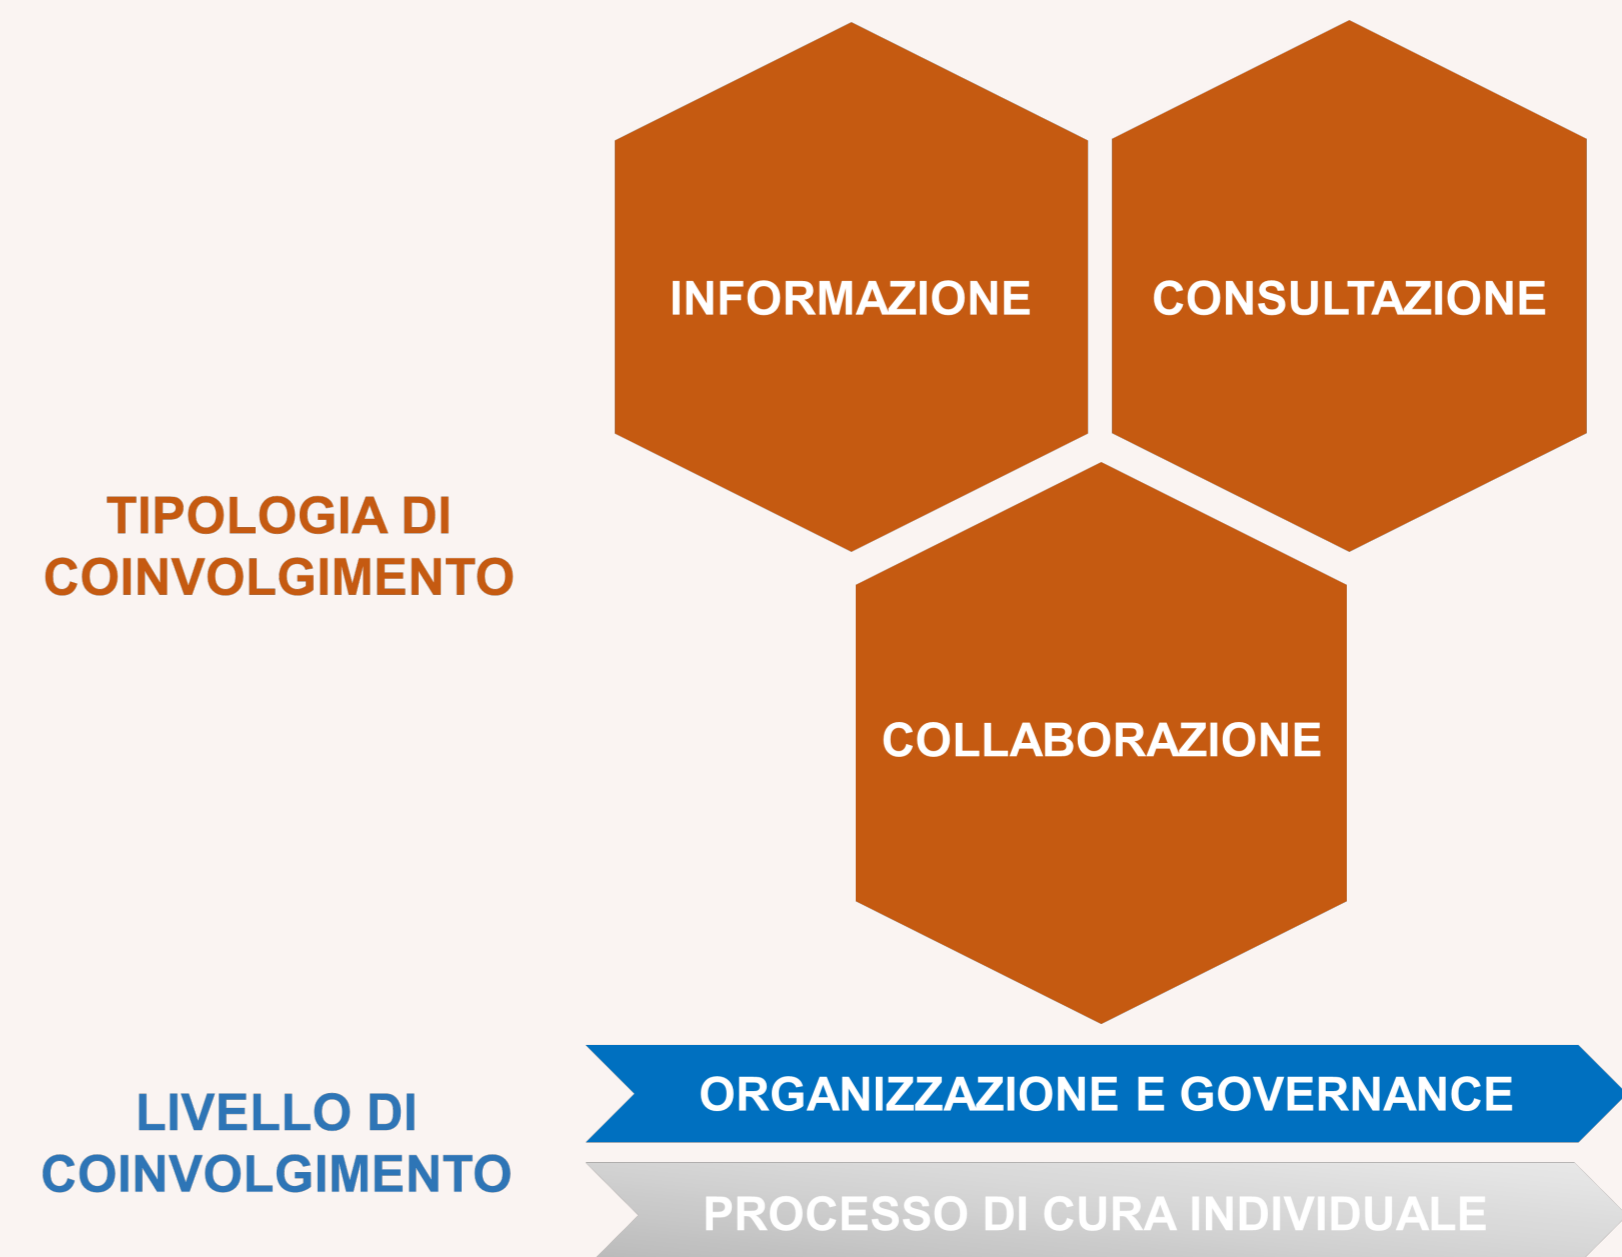 INFORMAZIONE
CONSULTAZIONE
TIPOLOGIA DI
COINVOLGIMENTO
COLLABORAZIONE
LIVELLO DI
COINVOLGIMENTO
ORGANIZZAZIONE E GOVERNANCE
PROCESSO DI CURA INDIVIDUALE